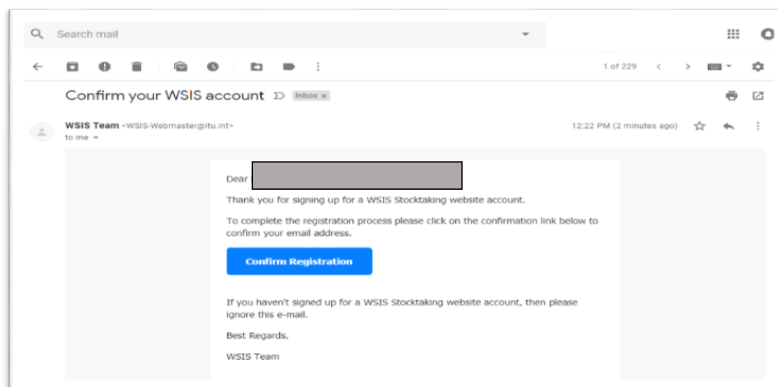 Search mail
1 of 229
Confirm your WSIS account Inbox x
WSIS Team <WSIS-Webmaster@itu.int> 12:22 PM (2 minutes ago)
to me
Dear
Thank you for signing up for a WSIS Stocktaking website account.
To complete the registration process please click on the confirmation link below to
confirm your email address.
Confirm Registration
If you haven't signed up for a WSIS Stocktaking website account, then please
ignore this e-mail.
Best Regards,
WSIS Team